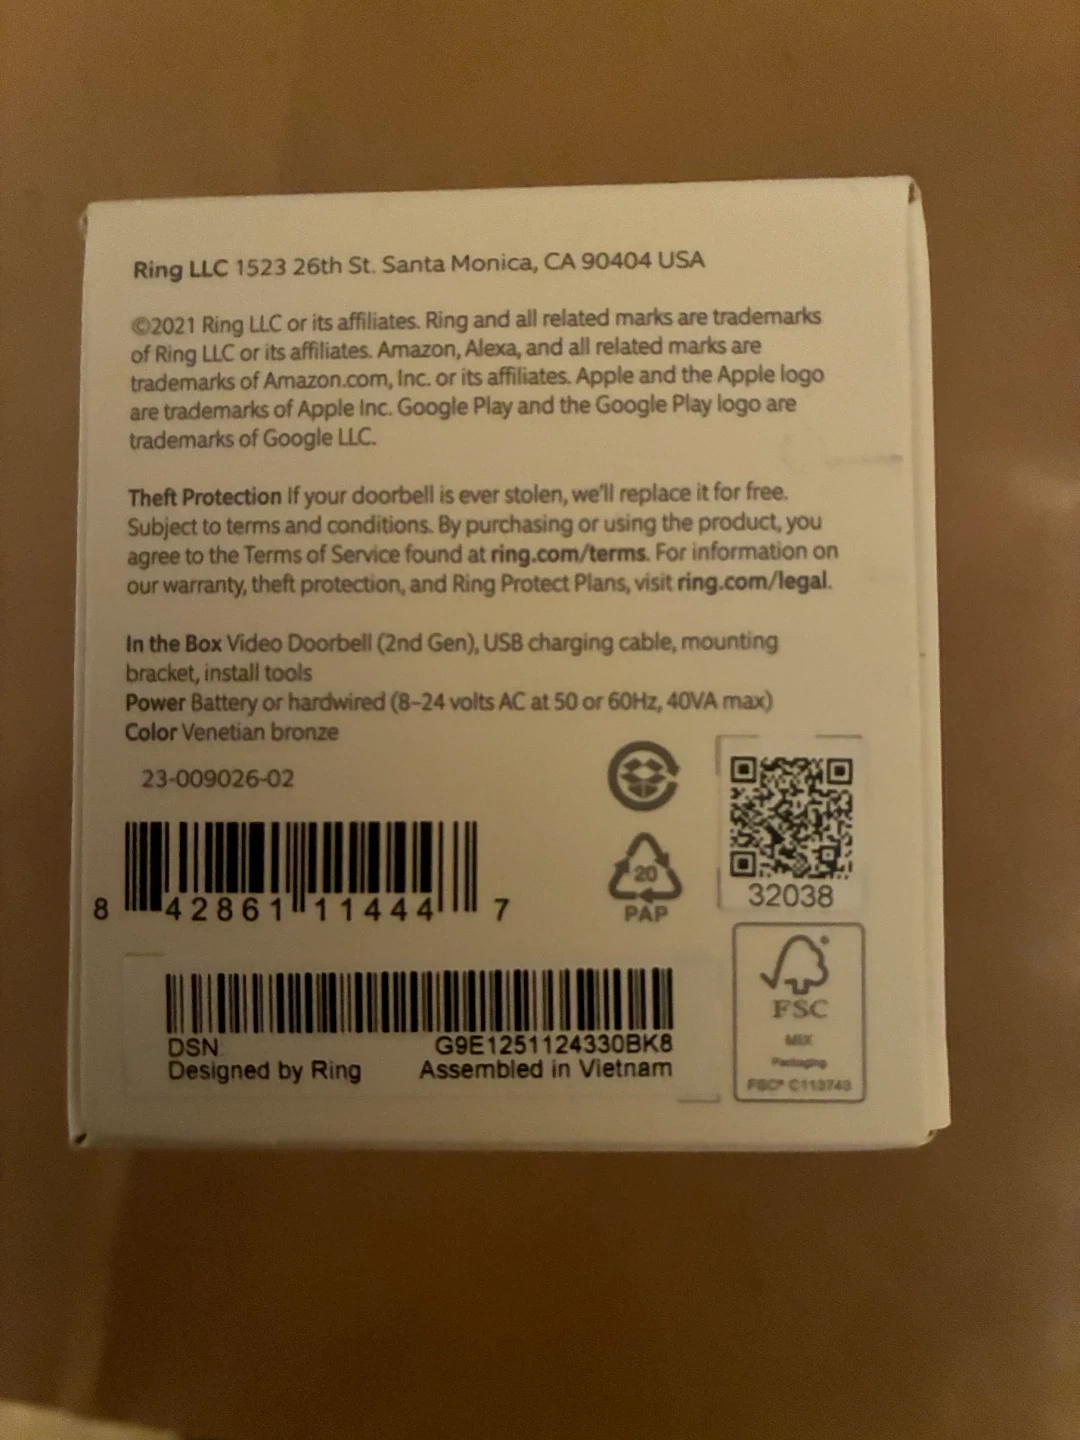 Ring LLC 1523 26th St. Santa Monica, CA 90404 USA
©2021 Ring LLC or its affiliates. Ring and all related marks are trademarks
of Ring LLC or its affiliates. Amazon, Alexa, and all related marks are
trademarks of Amazon.com, Inc. or its affiliates. Apple and the Apple logo
are trademarks of Apple Inc. Google Play and the Google Play logo are
trademarks of Google LLC.
Theft Protection If your doorbell is ever stolen, we'll replace it for free.
Subject to terms and conditions. By purchasing or using the product, you
agree to the Terms of Service found at ring.com/terms. For information on
our warranty, theft protection, and Ring Protect Plans, visit ring.com/legal.
In the Box Video Doorbell (2nd Gen), USB charging cable, mounting
bracket, install tools
Power Battery or hardwired (8–24 volts AC at 50 or 60Hz, 40VA max)
Color Venetian bronze
23-009026-02
8 42861 11444 7
20
PAP
32038
DSN G9E1251124330BK8
Designed by Ring Assembled in Vietnam
FSC
MIX
Packaging
FSC® C113743